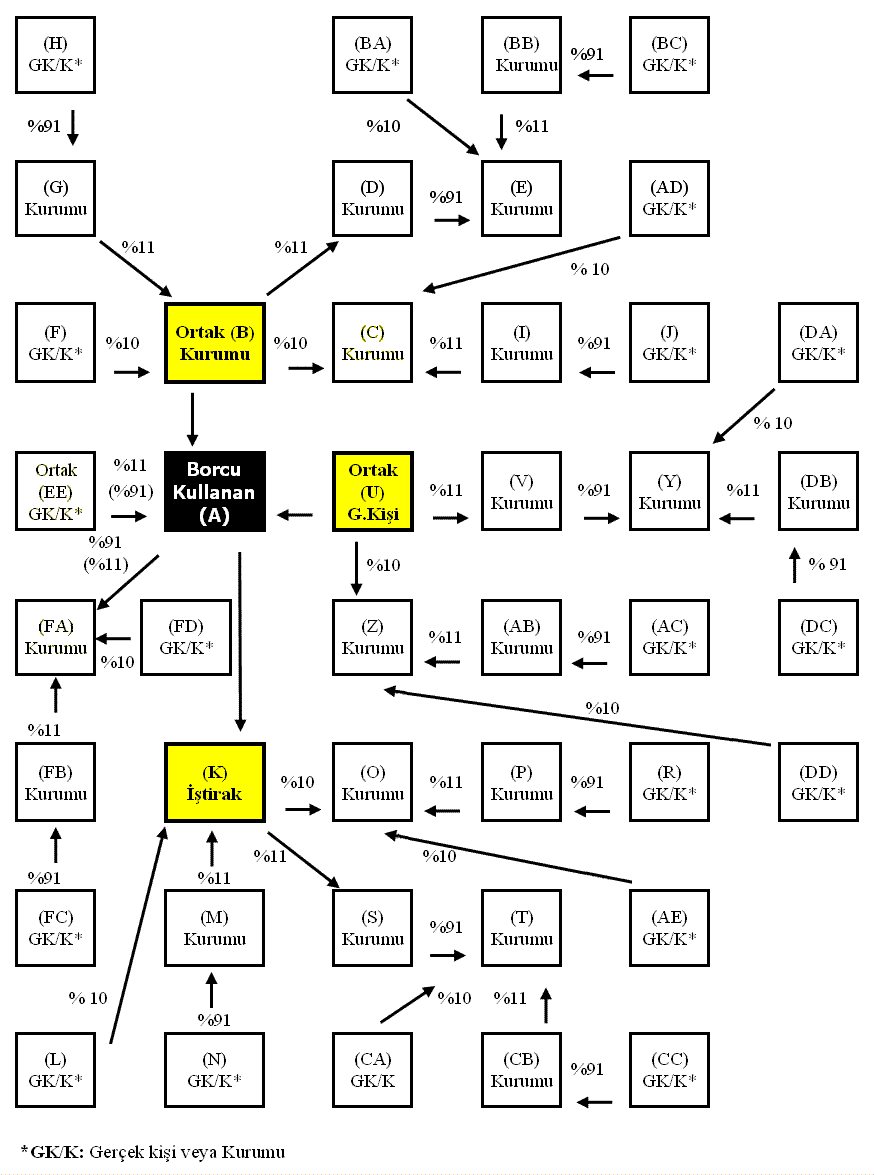 (H)
GK/K*
(BA)
GK/K*
(BB)
Kurumu
%91
(BC)
GK/K*
%91
%10
%11
(G)
Kurumu
(D)
Kurumu
%91
(E)
Kurumu
(AD)
GK/K*
%11
%11
% 10
(F)
GK/K*
%10
Ortak (B)
Kurumu
%10
(C)
Kurumu
%11
(I)
Kurumu
%91
(J)
GK/K*
(DA)
GK/K*
% 10
Ortak
(EE)
GK/K*
%11
(%91)
Borcu
Kullanan
(A)
Ortak
(U)
G.Kişi
%11
(V)
Kurumu
%91
(Y)
Kurumu
%11
(DB)
Kurumu
%91
(%11)
%10
% 91
(FA)
Kurumu
%10
(FD)
GK/K*
(Z)
Kurumu
%11
(AB)
Kurumu
%91
(AC)
GK/K*
(DC)
GK/K*
%11
%10
(FB)
Kurumu
(K)
İştirak
%10
(O)
Kurumu
%11
(P)
Kurumu
%91
(R)
GK/K*
(DD)
GK/K*
%91
%11
%11
%10
(FC)
GK/K*
(M)
Kurumu
(S)
Kurumu
%91
(T)
Kurumu
(AE)
GK/K*
% 10
%91
%10
%11
(L)
GK/K*
(N)
GK/K*
(CA)
GK/K
(CB)
Kurumu
%91
(CC)
GK/K*
*GK/K: Gerçek kişi veya Kurumu